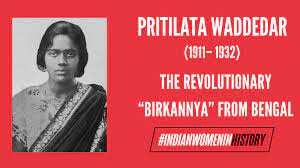 PRITILATA WADDEDAR
(1911– 1932)
THE REVOLUTIONARY
“BIRKANNYA” FROM BENGAL
#INDIANWOMENINHISTORY